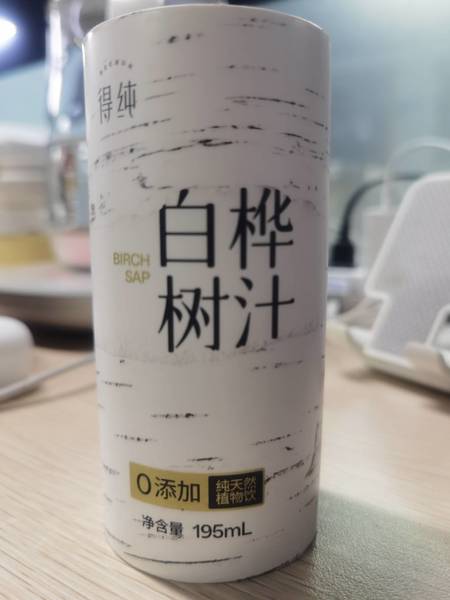 得纯
白桦
树汁
BIRCH
SAP
0添加
纯天然
植物饮
净含量 195mL